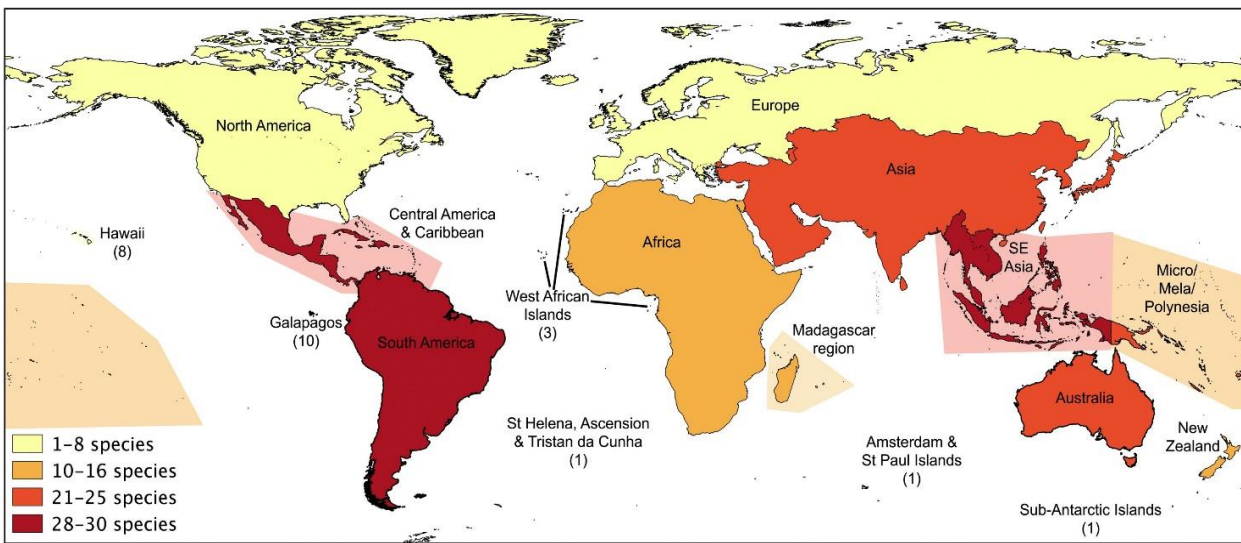 North America
Europe
Asia
Central America
& Caribbean
Hawaii
(8)
Africa
SE
Asia
Micro/
Mela/
Polynesia
West African
Islands
(3)
Galapagos
(10)
South America
Madagascar
region
Australia
St Helena, Ascension
& Tristan da Cunha
(1)
Amsterdam &
St Paul Islands
(1)
New
Zealand
Sub-Antarctic Islands
(1)
1–8 species
10–16 species
21–25 species
28–30 species